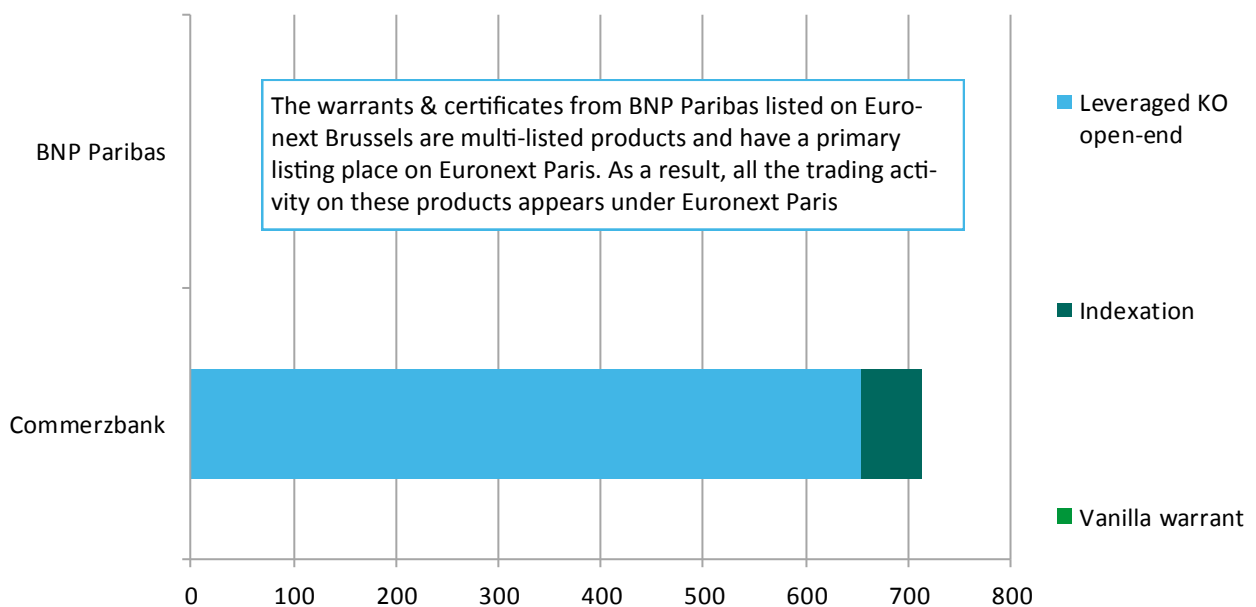 BNP Paribas
The warrants & certificates from BNP Paribas listed on Euro-
next Brussels are multi-listed products and have a primary
listing place on Euronext Paris. As a result, all the trading acti-
vity on these products appears under Euronext Paris
Leveraged KO
open-end
Indexation
Commerzbank
Vanilla warrant
0 100 200 300 400 500 600 700 800